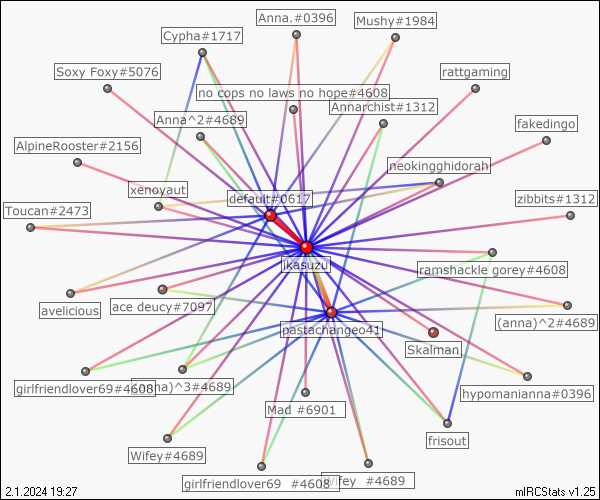 Anna.#0396
Mushy#1984
Cypha#1717
Soxy Foxy#5076
rattgaming
no cops no laws no hope#4608
Annarchist#1312
Anna^2#4689
fakedingo
AlpineRooster#2156
neokingghidorah
xenoyaut
default#0617
zibbits#1312
Toucan#2473
ikasuzu
ramshackle gorey#4608
avelicious
ace deucy#7097
(anna)^2#4689
pastachangeo41
Skalman
girlfriendlover69#4608
na)^3#4689
hypomanianna#0396
Mad #6901
frisout
Wifey#4689
girlfriendlover69 #4608
Wifey #4689
2.1.2024 19:27
mIRCStats v1.25